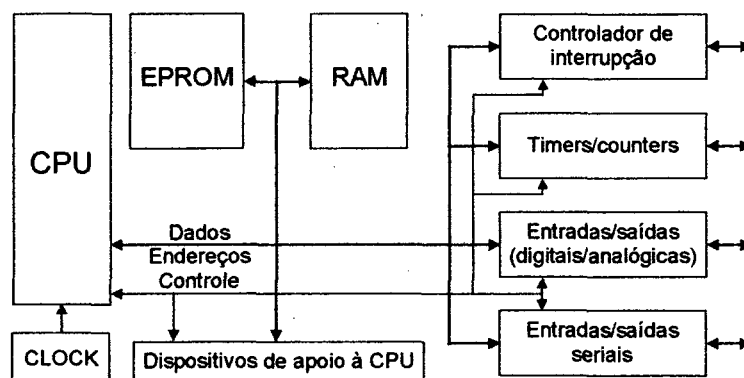 CPU
EPROM
RAM
Controlador de
interrupção
Timers/counters
Dados
Endereços
Controle
Entradas/saídas
(digitais/analógicas)
CLOCK
Dispositivos de apoio à CPU
Entradas/saídas
seriais